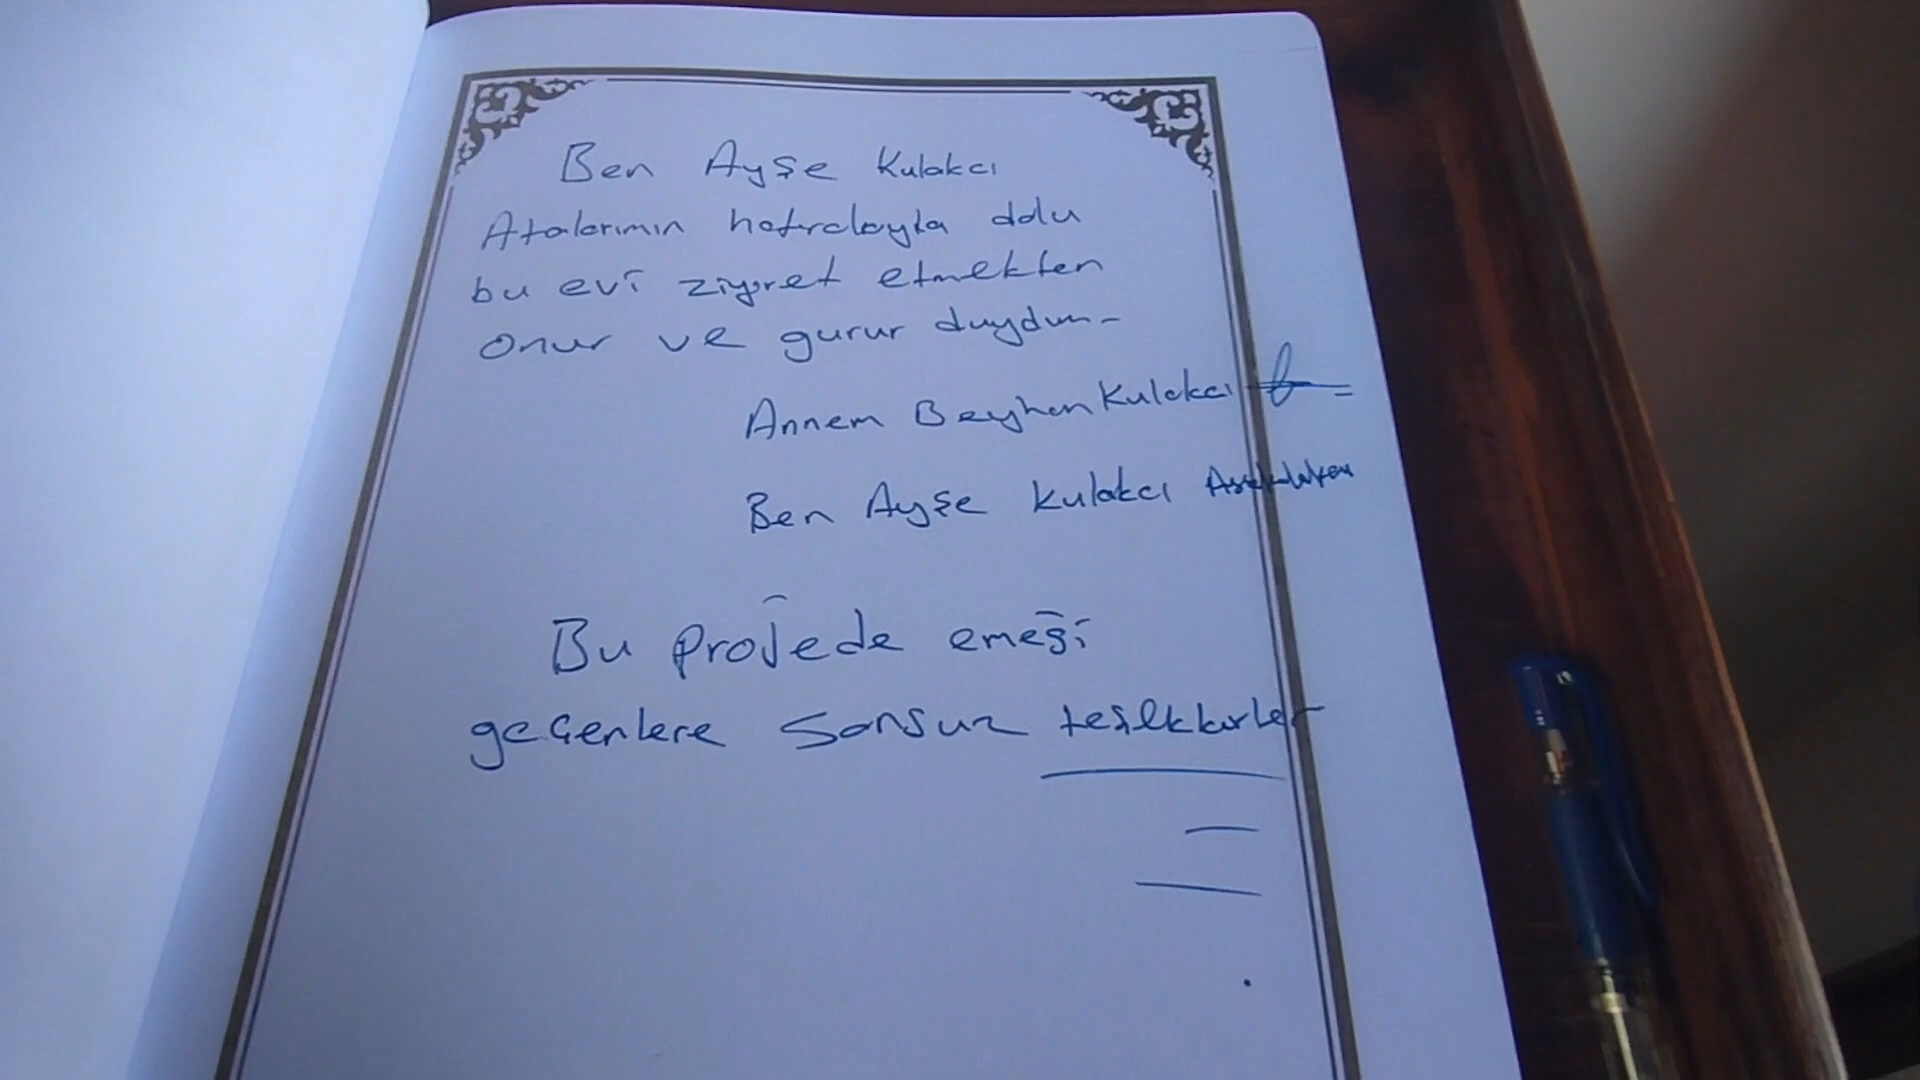 Ben Ayşe Kulakcı
Atalarımın hatıralayla dolu
bu evi ziyaret etmekten
onur ve gurur duydum
Annem Beyhan Kulakcı
Ben Ayşe Kulakcı
Bu projede emeği
geçenlere sonsuz teşekkürler